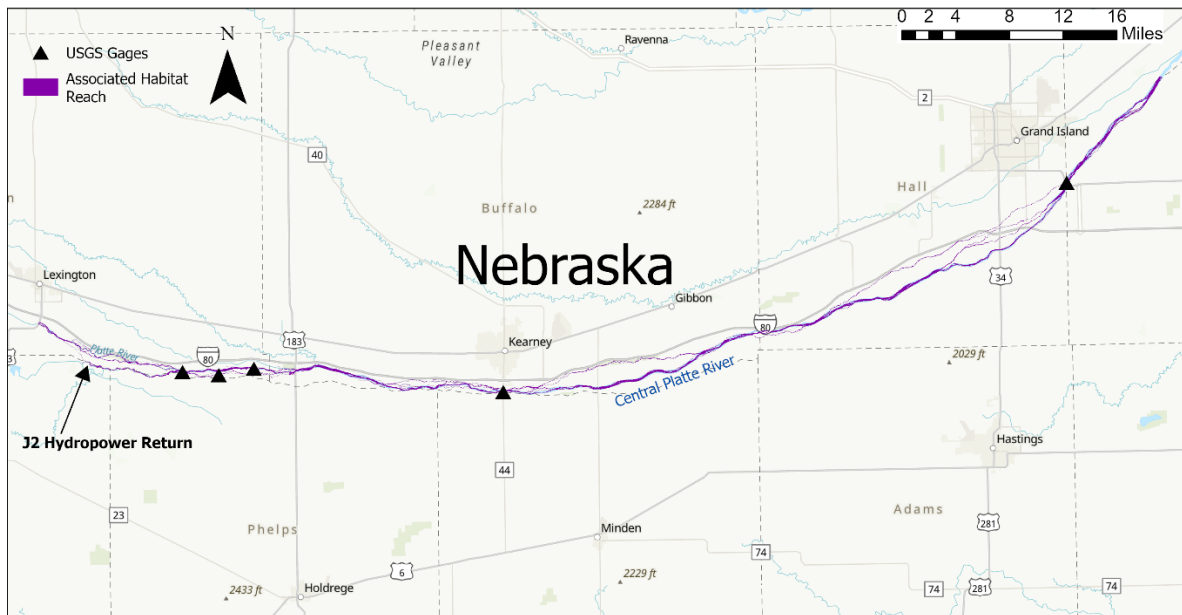 0 2 4 8 12 16
Miles
N
USGS Gages
Associated Habitat
Reach
Pleasant
Valley
Ravenna
2
Grand Island
40
Hall
Buffalo
2284 ft
Nebraska
Lexington
Gibbon
34
80
183
Kearney
Platte River
80
3
2029 ft
Central Platte River
J2 Hydropower Return
Hastings
44
23
Phelps
Adams
281
Minden
74
6
2229 ft
2433 ft
Holdrege
74
281
74
n